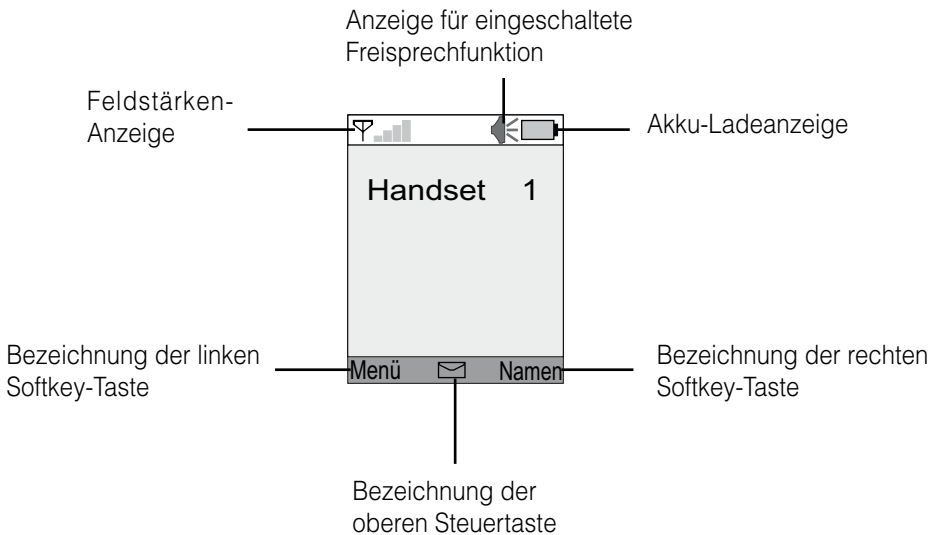 Anzeige für eingeschaltete
Freisprechfunktion
Feldstärken-
Anzeige
Akku-Ladeanzeige
Handset 1
Bezeichnung der linken
Softkey-Taste
Menü
Namen
Bezeichnung der rechten
Softkey-Taste
Bezeichnung der
oberen Steuertaste